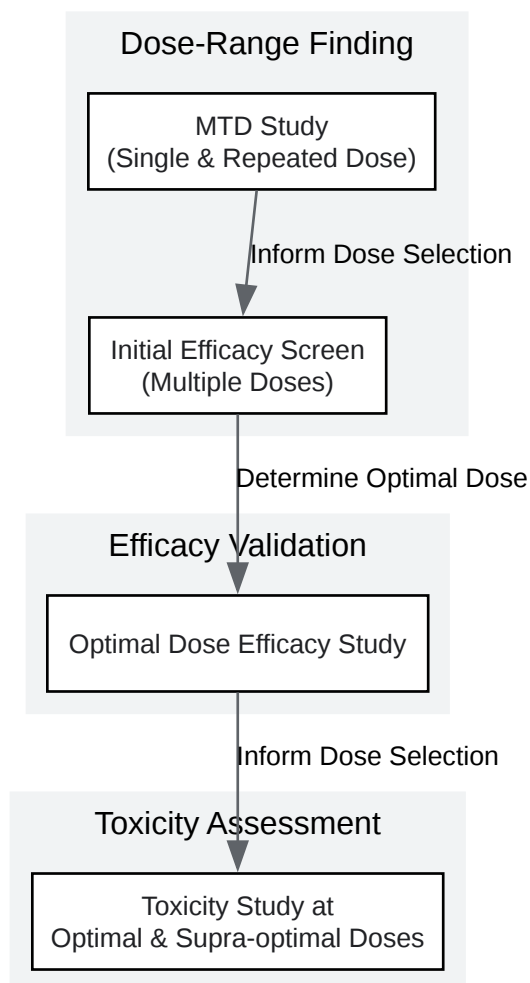 Dose-Range Finding
MTD Study
(Single & Repeated Dose)
Inform Dose Selection
Initial Efficacy Screen
(Multiple Doses)
Determine Optimal Dose
Efficacy Validation
Optimal Dose Efficacy Study
Inform Dose Selection
Toxicity Assessment
Toxicity Study at
Optimal & Supra-optimal Doses